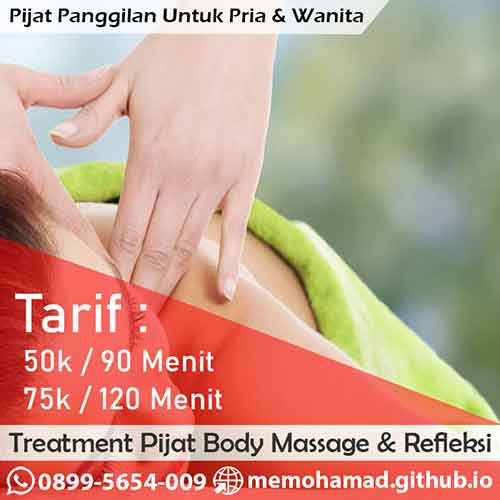 Pijat Panggilan Untuk Pria & Wanita
Tarif :
50k / 90 Menit
75k / 120 Menit
Treatment Pijat Body Massage & Refleksi
0899-5654-009 memohamad.github.io